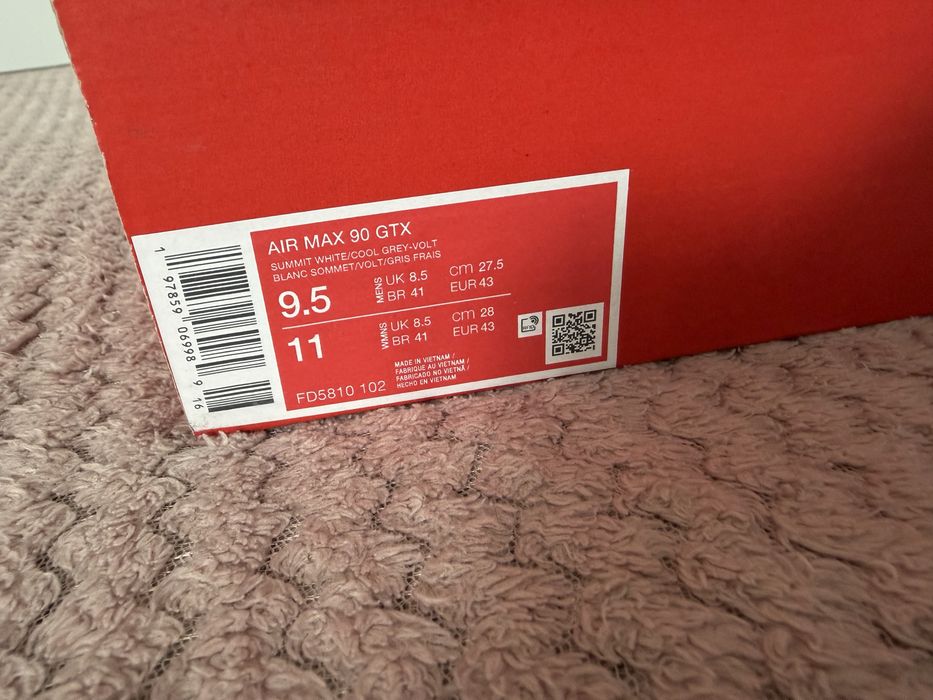 AIR MAX 90 GTX
SUMMIT WHITE/COOL GREY-VOLT
BLANC SOMMET/VOLT/GRIS FRAIS
9.5 MENS UK 8.5 cm 27.5
BR 41 EUR 43
11 WMNS UK 8.5 cm 28
BR 41 EUR 43
FD5810 102
MADE IN VIETNAM /
FABRIQUE AU VIETNAM /
FABRICADO NO VIETNÃ /
HECHO EN VIETNAM
1 97859 06998 9 16